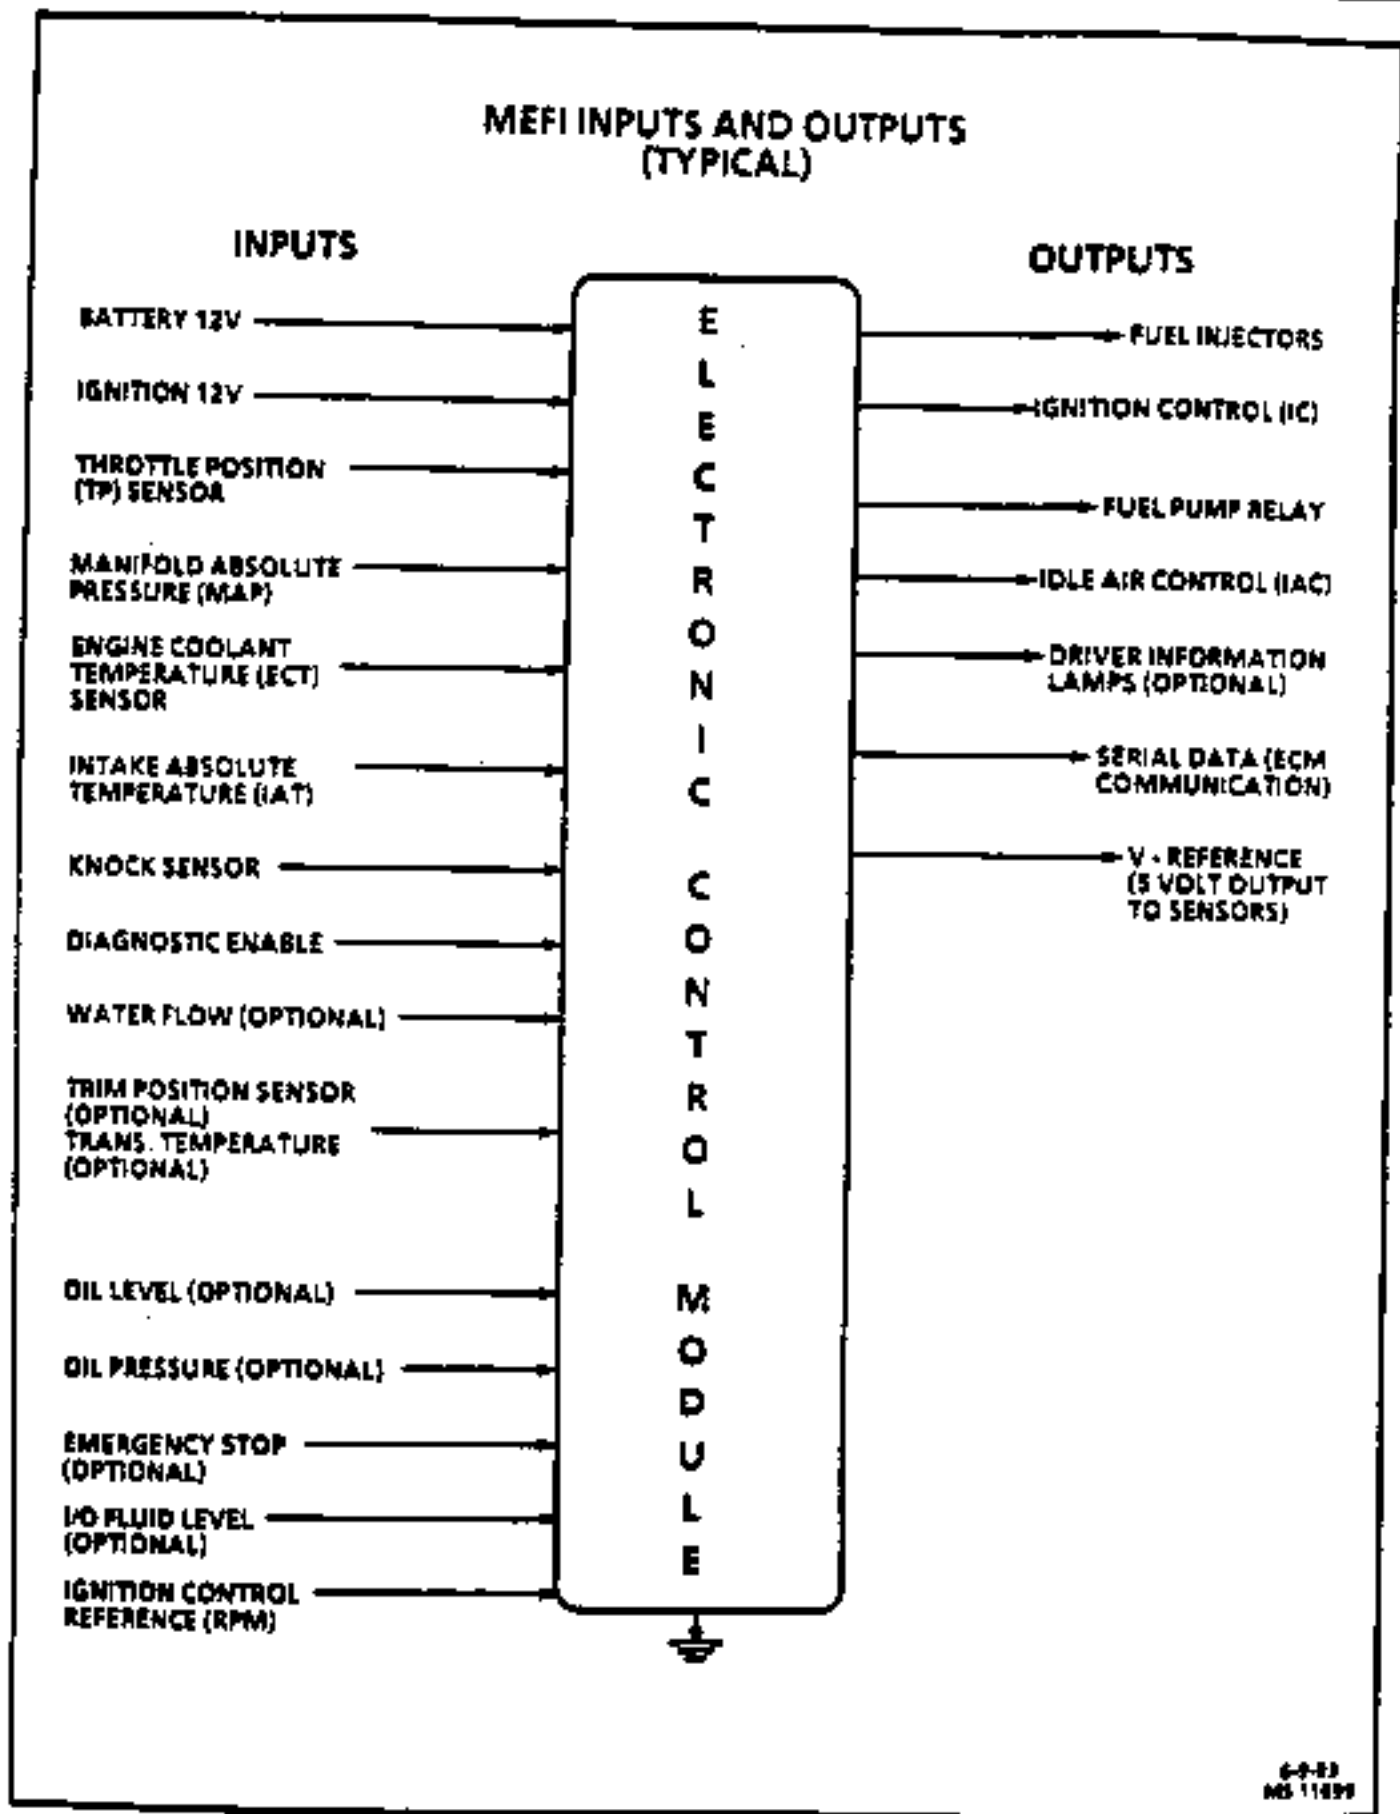 MEFI INPUTS AND OUTPUTS
(TYPICAL)
INPUTS
BATTERY 12V
IGNITION 12V
THROTTLE POSITION
(TP) SENSOR
MANIFOLD ABSOLUTE
PRESSURE (MAP)
ENGINE COOLANT
TEMPERATURE (ECT)
SENSOR
INTAKE ABSOLUTE
TEMPERATURE (IAT)
KNOCK SENSOR
DIAGNOSTIC ENABLE
WATER FLOW (OPTIONAL)
TRIM POSITION SENSOR
(OPTIONAL)
TRANS. TEMPERATURE
(OPTIONAL)
OIL LEVEL (OPTIONAL)
OIL PRESSURE (OPTIONAL)
EMERGENCY STOP
(OPTIONAL)
I/O FLUID LEVEL
(OPTIONAL)
IGNITION CONTROL
REFERENCE (RPM)
ELECTRONIC CONTROL MODULE
OUTPUTS
FUEL INJECTORS
IGNITION CONTROL (IC)
FUEL PUMP RELAY
IDLE AIR CONTROL (IAC)
DRIVER INFORMATION
LAMPS (OPTIONAL)
SERIAL DATA (ECM
COMMUNICATION)
V - REFERENCE
(5 VOLT OUTPUT
TO SENSORS)
MS